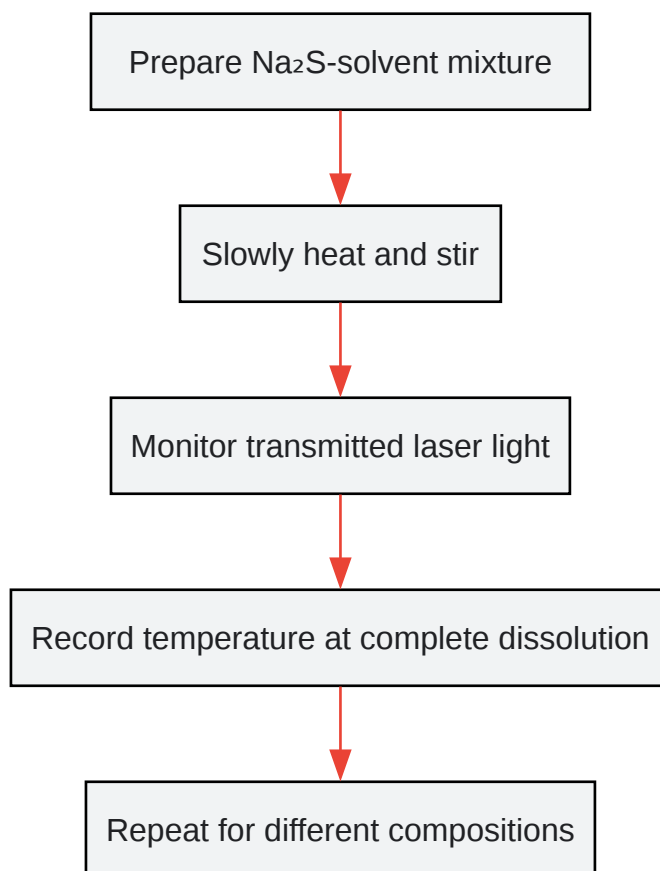 Prepare Na₂S-solvent mixture
Slowly heat and stir
Monitor transmitted laser light
Record temperature at complete dissolution
Repeat for different compositions